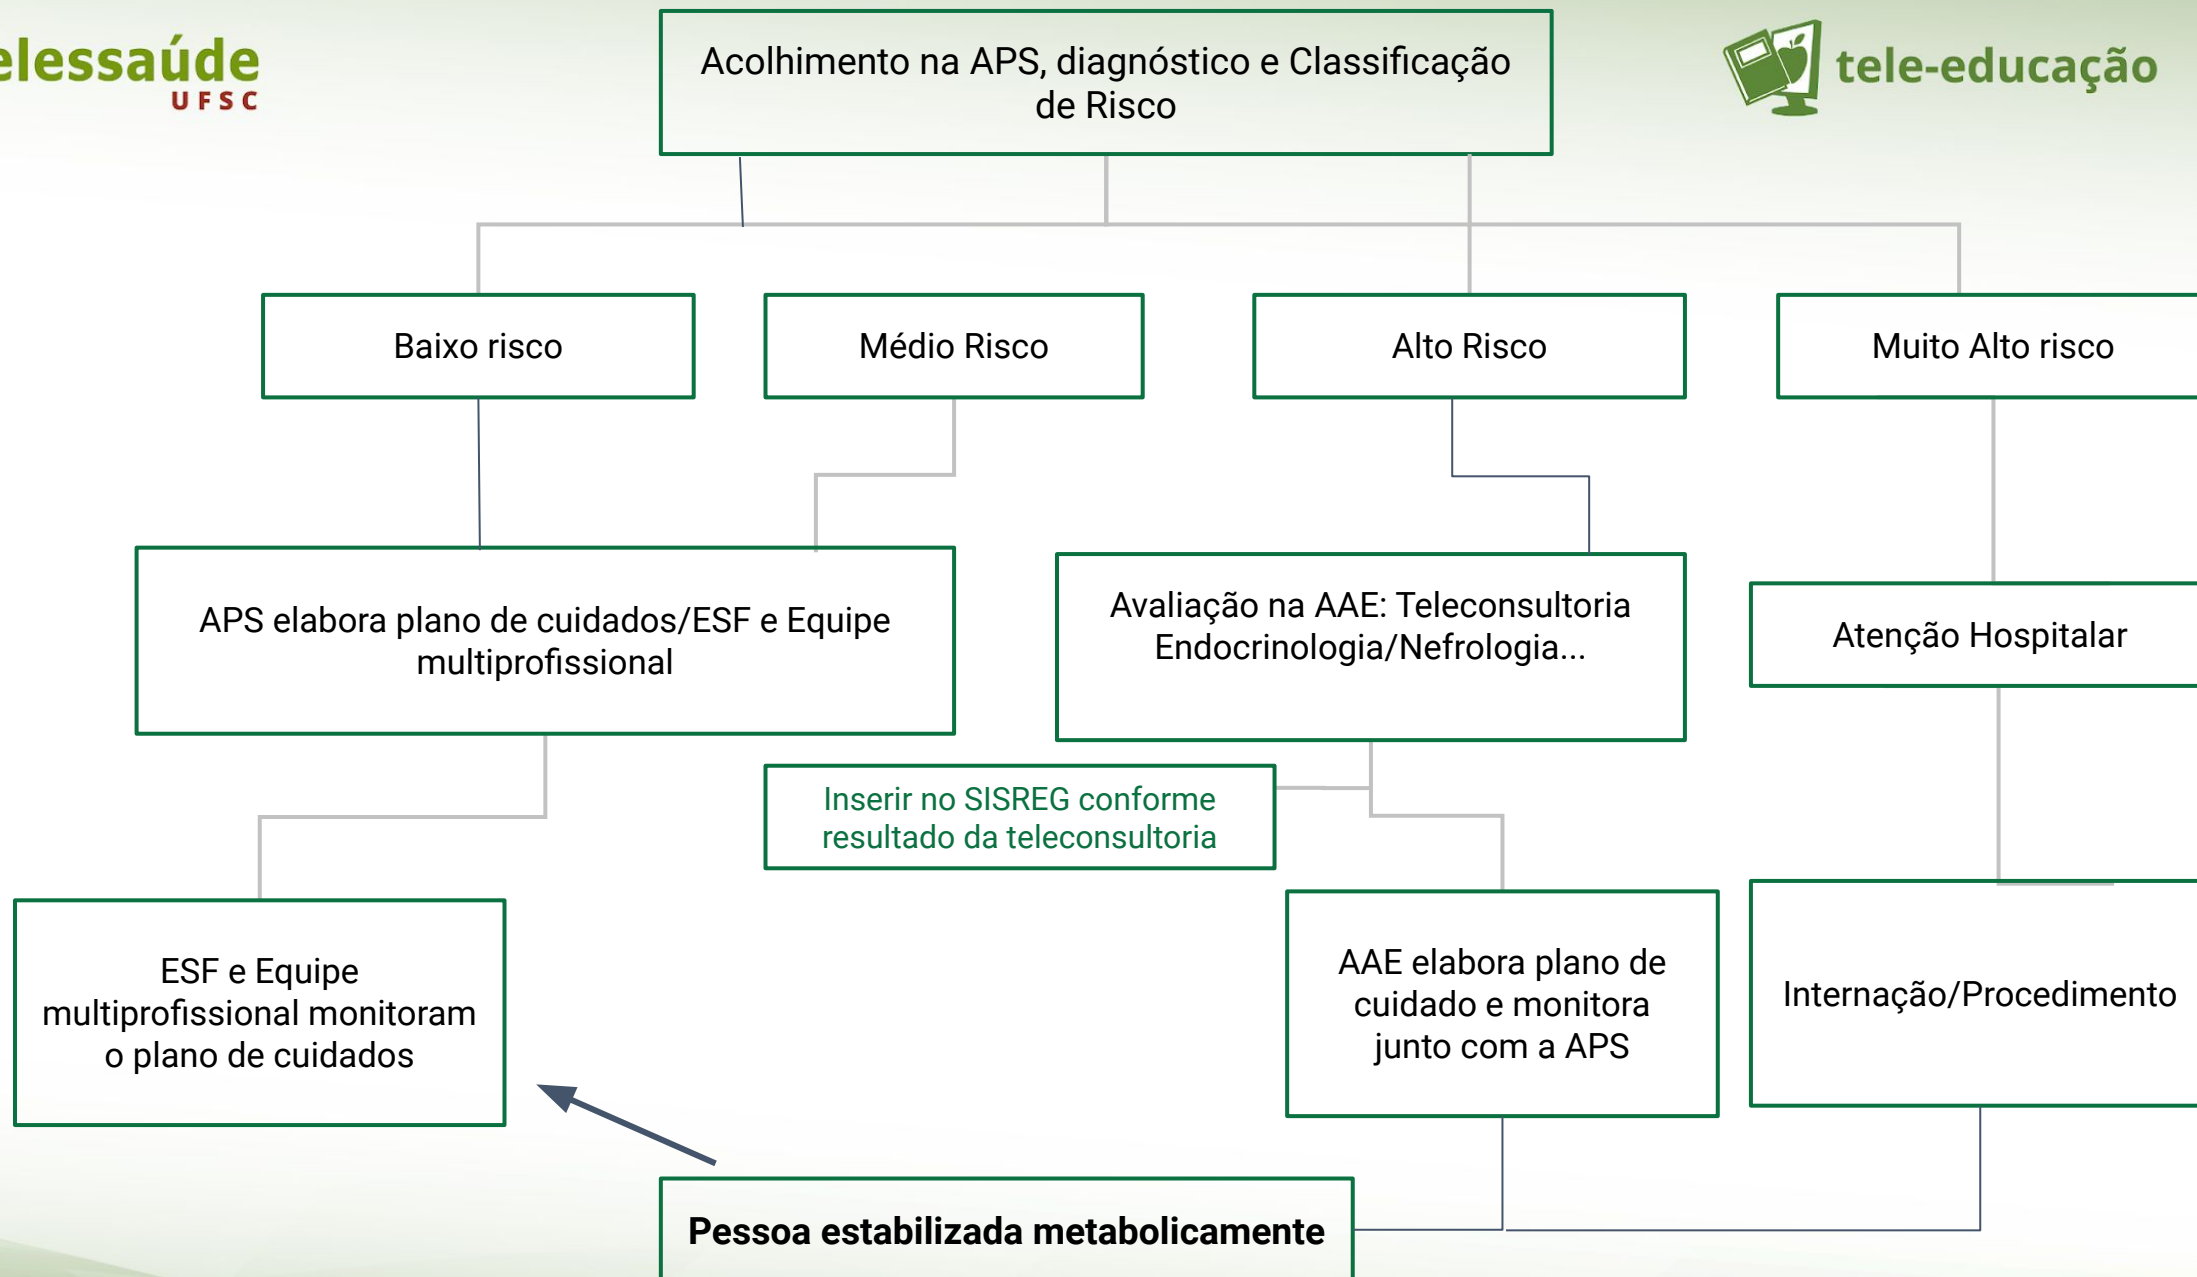 elessaúde
UFSC
tele-educação
Acolhimento na APS, diagnóstico e Classificação
de Risco
Baixo risco
Médio Risco
Alto Risco
Muito Alto risco
APS elabora plano de cuidados/ESF e Equipe
multiprofissional
Avaliação na AAE: Teleconsultoria
Endocrinologia/Nefrologia...
Atenção Hospitalar
Inserir no SISREG conforme
resultado da teleconsultoria
ESF e Equipe
multiprofissional monitoram
o plano de cuidados
AAE elabora plano de
cuidado e monitora
junto com a APS
Internação/Procedimento
Pessoa estabilizada metabolicamente